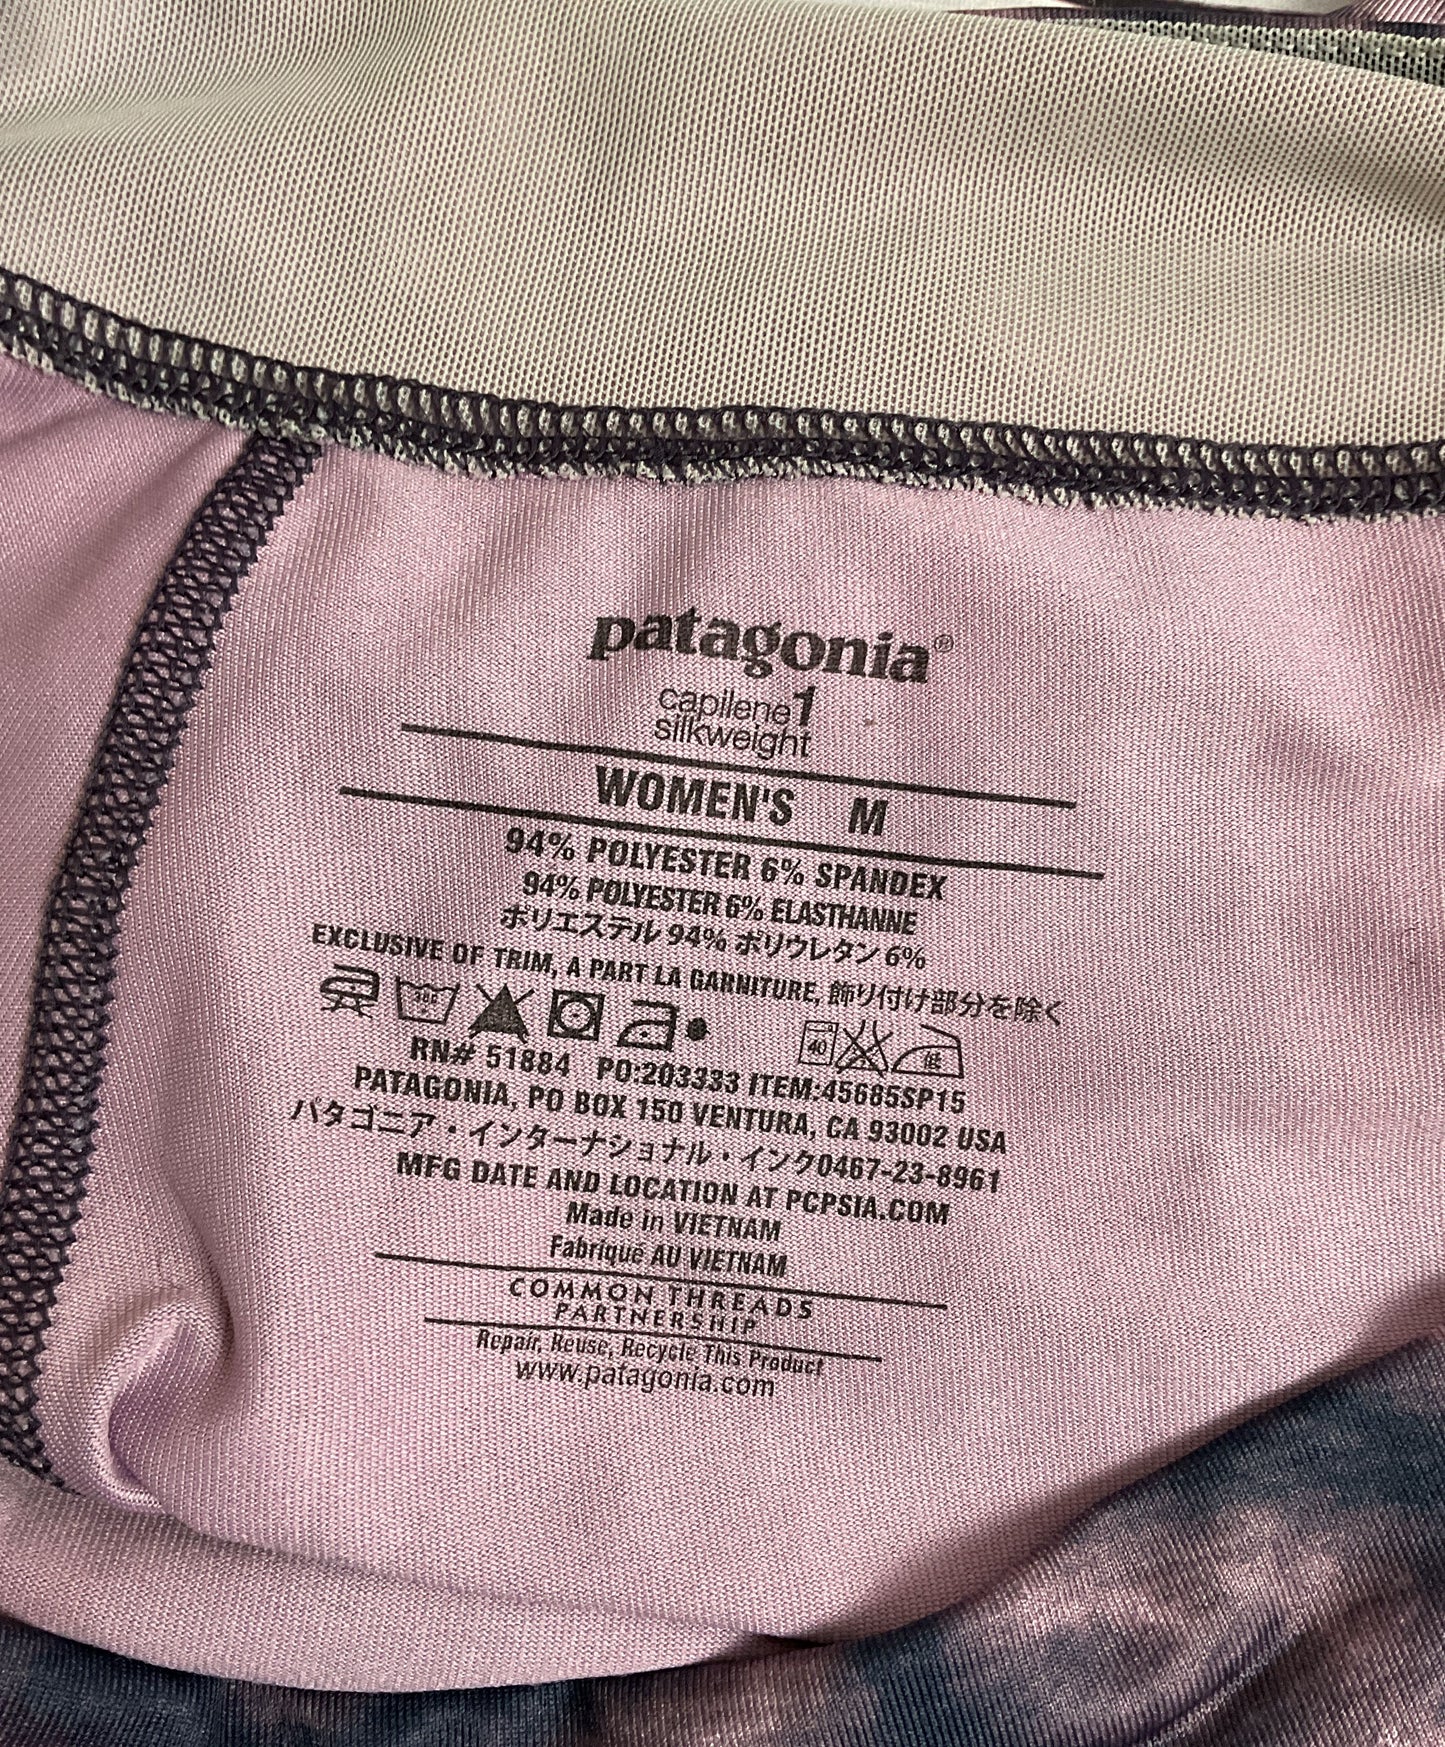 patagonia®
capilene 1
silkweight
WOMEN'S M
94% POLYESTER 6% SPANDEX
94% POLYESTER 6% ELASTHANNE
ポリエステル 94% ポリウレタン 6%
EXCLUSIVE OF TRIM, A PART LA GARNITURE, 飾り付け部分を除く
40 低
RN# 51884 PO:203333 ITEM:45685SP15
PATAGONIA, PO BOX 150 VENTURA, CA 93002 USA
パタゴニア・インターナショナル・インク0467-23-8961
MFG DATE AND LOCATION AT PCPSIA.COM
Made in VIETNAM
Fabriqué AU VIETNAM
COMMON THREADS
PARTNERSHIP
Repair, Reuse, Recycle This Product
www.patagonia.com